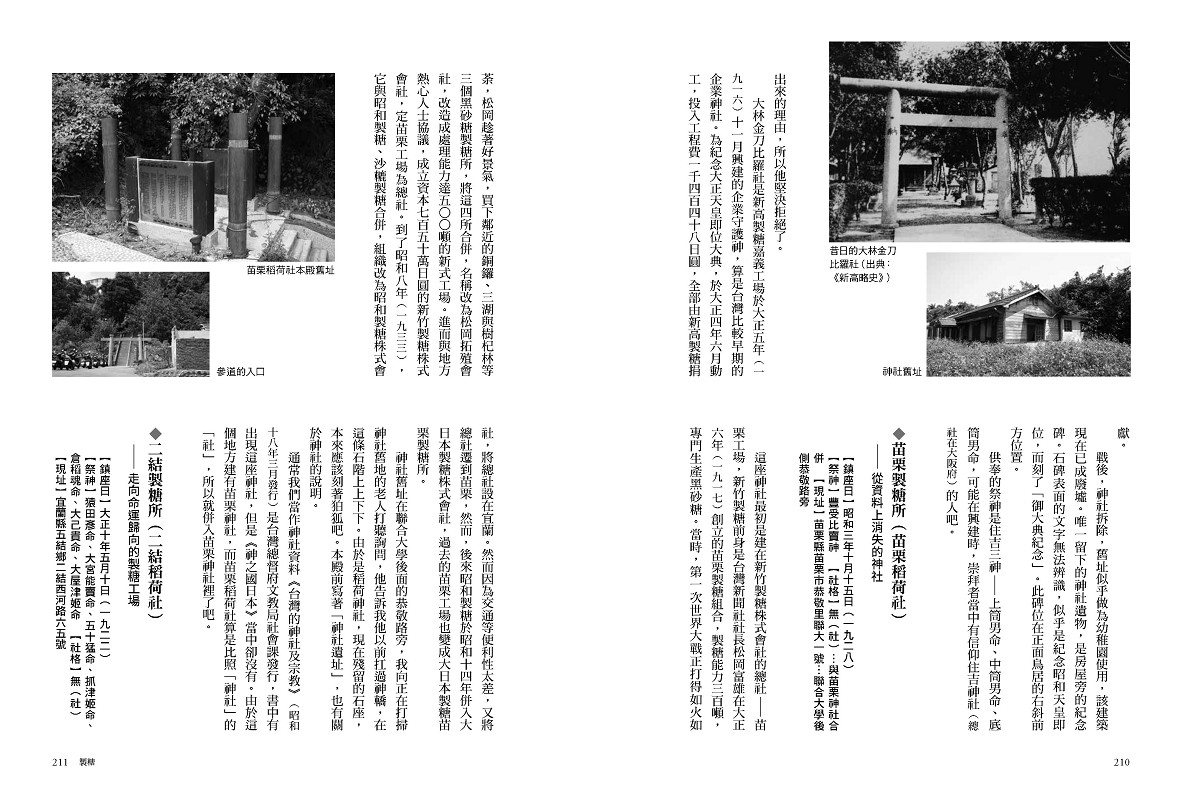 昔日的大林金刀
比羅社（出典：
《新高略史》）
神社舊址
出來的理由，所以他堅決拒絕了。
大林金刀比羅社是新高製糖嘉義工場於大正五年（一
九一六）十一月興建的企業守護神，算是台灣比較早期的
企業神社。為紀念大正天皇即位大典，於大正四年六月動
工，投入工程費一千四百四十八日圓，全部由新高製糖捐
獻。
戰後，神社拆除，舊址似乎做為幼稚園使用，該建築
現在已成廢墟。唯一留下的神社遺物，是房屋旁的紀念
碑。石碑表面的文字無法辨識，似乎是紀念昭和天皇即
位，而刻了「御大典紀念」。此碑位在正面鳥居的右斜前
方位置。
供奉的祭神是住吉三神——上筒男命、中筒男命、底
筒男命，可能在興建時，崇拜者當中有信仰住吉神社（總
社在大阪府）的人吧。
◆苗栗製糖所（苗栗稻荷社）
——從資料上消失的神社
【鎮座日】昭和三年十月十五日（一九二八）
【祭神】豐受比賣神　【社格】無（社）…與苗栗神社合
併　【現址】苗栗縣苗栗市恭敬里聯大一號…聯合大學後
側恭敬路旁
這座神社最初是建在新竹製糖株式會社的總社——苗
栗工場，新竹製糖前身是台灣新聞社社長松岡富雄在大正
六年（一九一七）創立的苗栗製糖組合，製糖能力三百噸，
專門生產黑砂糖。當時，第一次世界大戰正打得如火如
210
苗栗稻荷社本殿舊址
參道的入口
荼，松岡趁著好景氣，買下鄰近的銅鑼、三湖與樹杞林等
三個黑砂糖製糖所，將這四所合併，名稱改為松岡拓殖會
社，改造成處理能力達五〇〇噸的新式工場。進而與地方
熱心人士協議，成立資本七百五十萬日圓的新竹製糖株式
會社，定苗栗工場為總社。到了昭和八年（一九三三），
它與昭和製糖、沙轆製糖合併，組織改為昭和製糖株式會
社，將總社設在宜蘭。然而因為交通等便利性太差，又將
總社遷到苗栗，然而，後來昭和製糖於昭和十四年併入大
日本製糖株式會社，過去的苗栗工場也變成大日本製糖苗
栗製糖所。
神社舊址在聯合大學後面的恭敬路旁，我向正在打掃
神社舊地的老人打聽詢問，他告訴我他以前扛過神轎，在
這條石階上上下下。由於是稻荷神社，現在殘留的石座，
本來應該刻著狛狐吧。本殿前寫著「神社遺址」，也有關
於神社的說明。
通常我們當作神社資料《台灣的神社及宗教》（昭和
十八年三月發行）是台灣總督府文教局社會課發行，書中有
出現這座神社，但是《神之國日本》當中卻沒有。由於這
個地方建有苗栗神社，而苗栗稻荷社算是比照「神社」的
「社」，所以就併入苗栗神社裡了吧。
◆二結製糖所（二結稻荷社）
——走向命運歸向的製糖工場
【鎮座日】大正十年五月十日（一九二一）
【祭神】猿田彥命、大宮能賣命、五十猛命、抓津姬命、
倉稻魂命、大己貴命、大屋津姬命　【社格】無（社）
【現址】宜蘭縣五結鄉二結西河路六五號
211 製糖